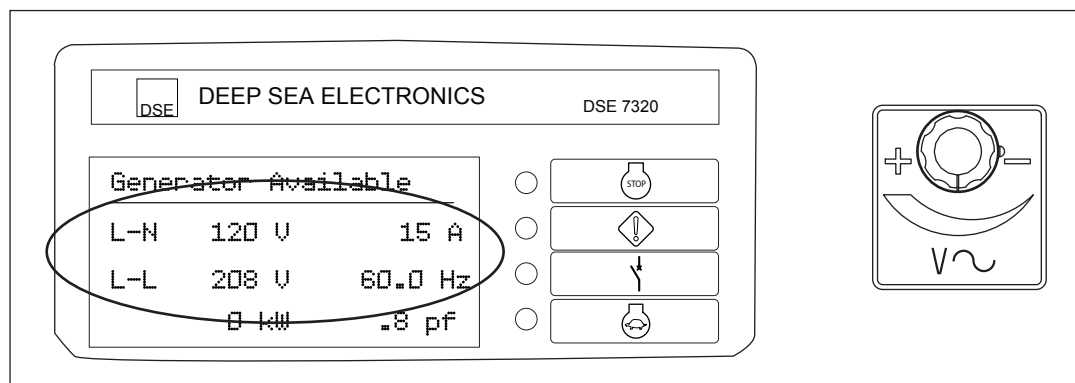 DSE DEEP SEA ELECTRONICS DSE 7320
Generator Available
L-N 120 V 15 A
L-L 208 V 60.0 Hz
0 kW .8 pf
STOP
!
+ −
V